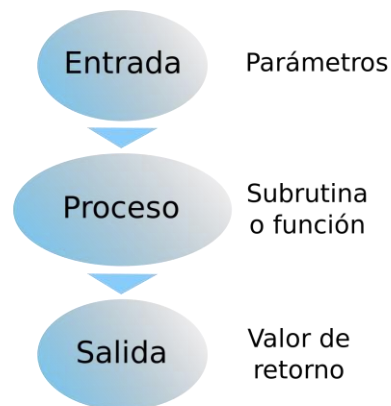 Entrada
Parámetros
Proceso
Subrutina
o función
Salida
Valor de
retorno